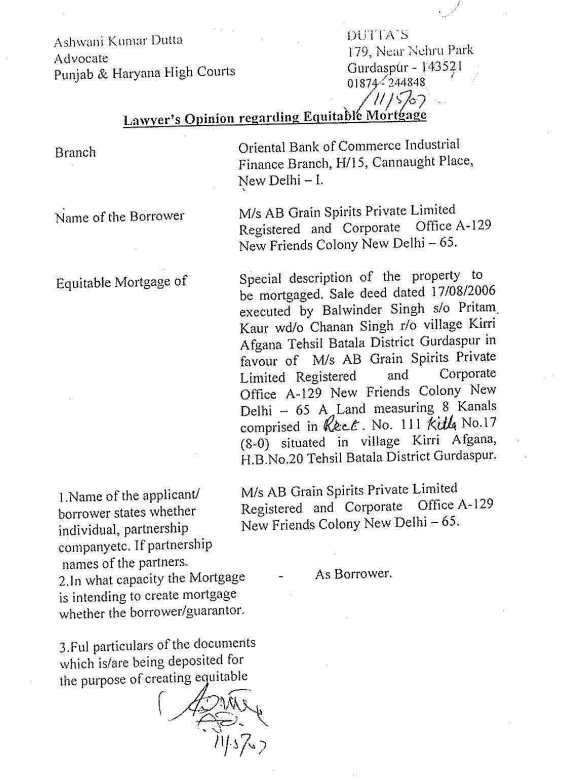 Ashwani Kumar Dutta
Advocate
Punjab & Haryana High Courts
DUTTA'S
179, Near Nehru Park
Gurdaspur - 143521
01874-244848
11/5/07
Lawyer's Opinion regarding Equitable Mortgage
Branch
Oriental Bank of Commerce Industrial
Finance Branch, H/15, Cannaught Place,
New Delhi – I.
Name of the Borrower
M/s AB Grain Spirits Private Limited
Registered and Corporate Office A-129
New Friends Colony New Delhi – 65.
Equitable Mortgage of
Special description of the property to
be mortgaged. Sale deed dated 17/08/2006
executed by Balwinder Singh s/o Pritam
Kaur wd/o Chanan Singh r/o village Kirri
Afgana Tehsil Batala District Gurdaspur in
favour of M/s AB Grain Spirits Private
Limited Registered and Corporate
Office A-129 New Friends Colony New
Delhi – 65 A Land measuring 8 Kanals
comprised in Rect. No. 111 Killa No.17
(8-0) situated in village Kirri Afgana,
H.B.No.20 Tehsil Batala District Gurdaspur.
1.Name of the applicant/
borrower states whether
individual, partnership
companyetc. If partnership
names of the partners.
M/s AB Grain Spirits Private Limited
Registered and Corporate Office A-129
New Friends Colony New Delhi – 65.
2.In what capacity the Mortgage - As Borrower.
is intending to create mortgage
whether the borrower/guarantor.
3.Ful particulars of the documents
which is/are being deposited for
the purpose of creating equitable
11/5/07